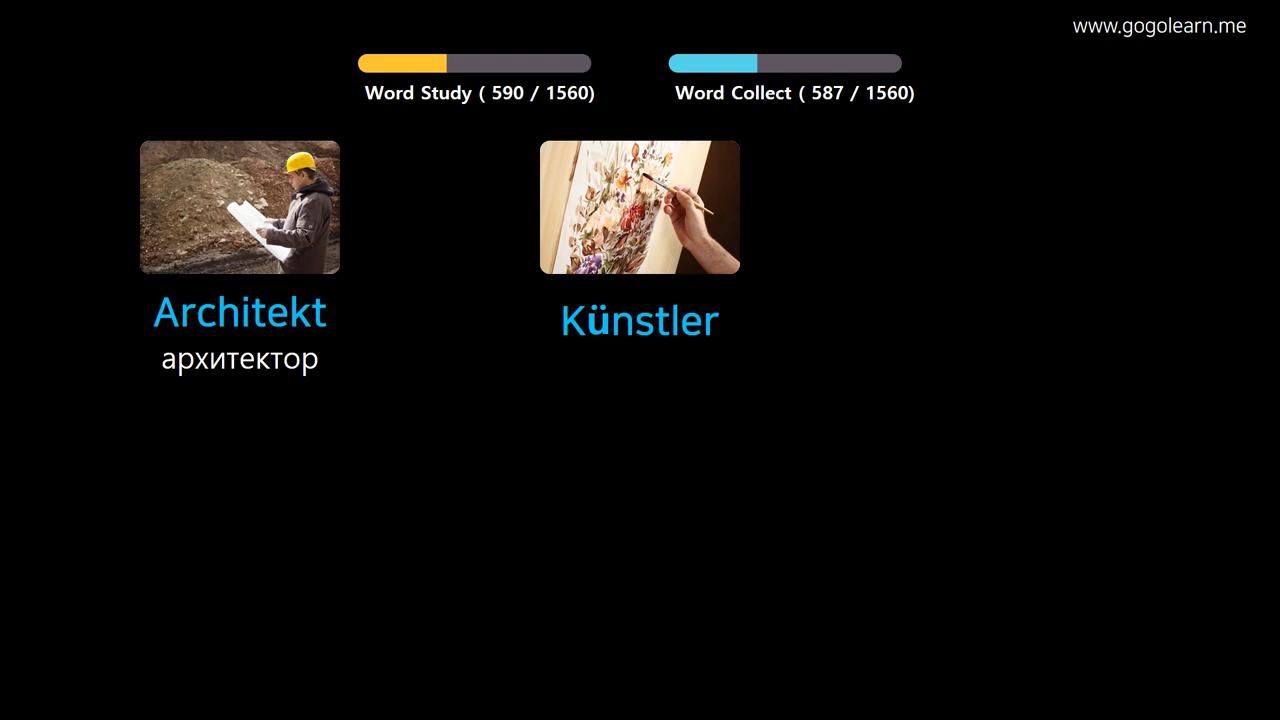 www.gogolearn.me
Word Study ( 590 / 1560)
Word Collect ( 587 / 1560)
Architekt
архитектор
Künstler